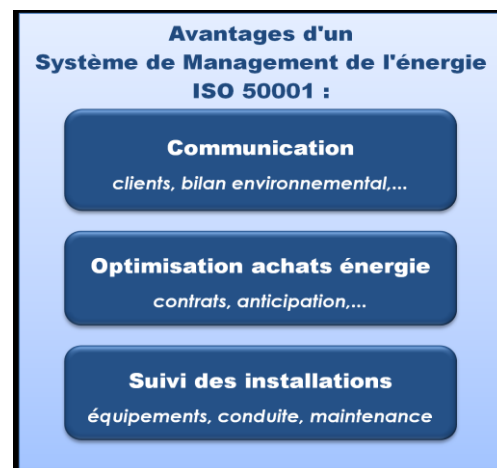 Avantages d'un
Système de Management de l'énergie
ISO 50001 :
Communication
clients, bilan environnemental,...
Optimisation achats énergie
contrats, anticipation,...
Suivi des installations
équipements, conduite, maintenance